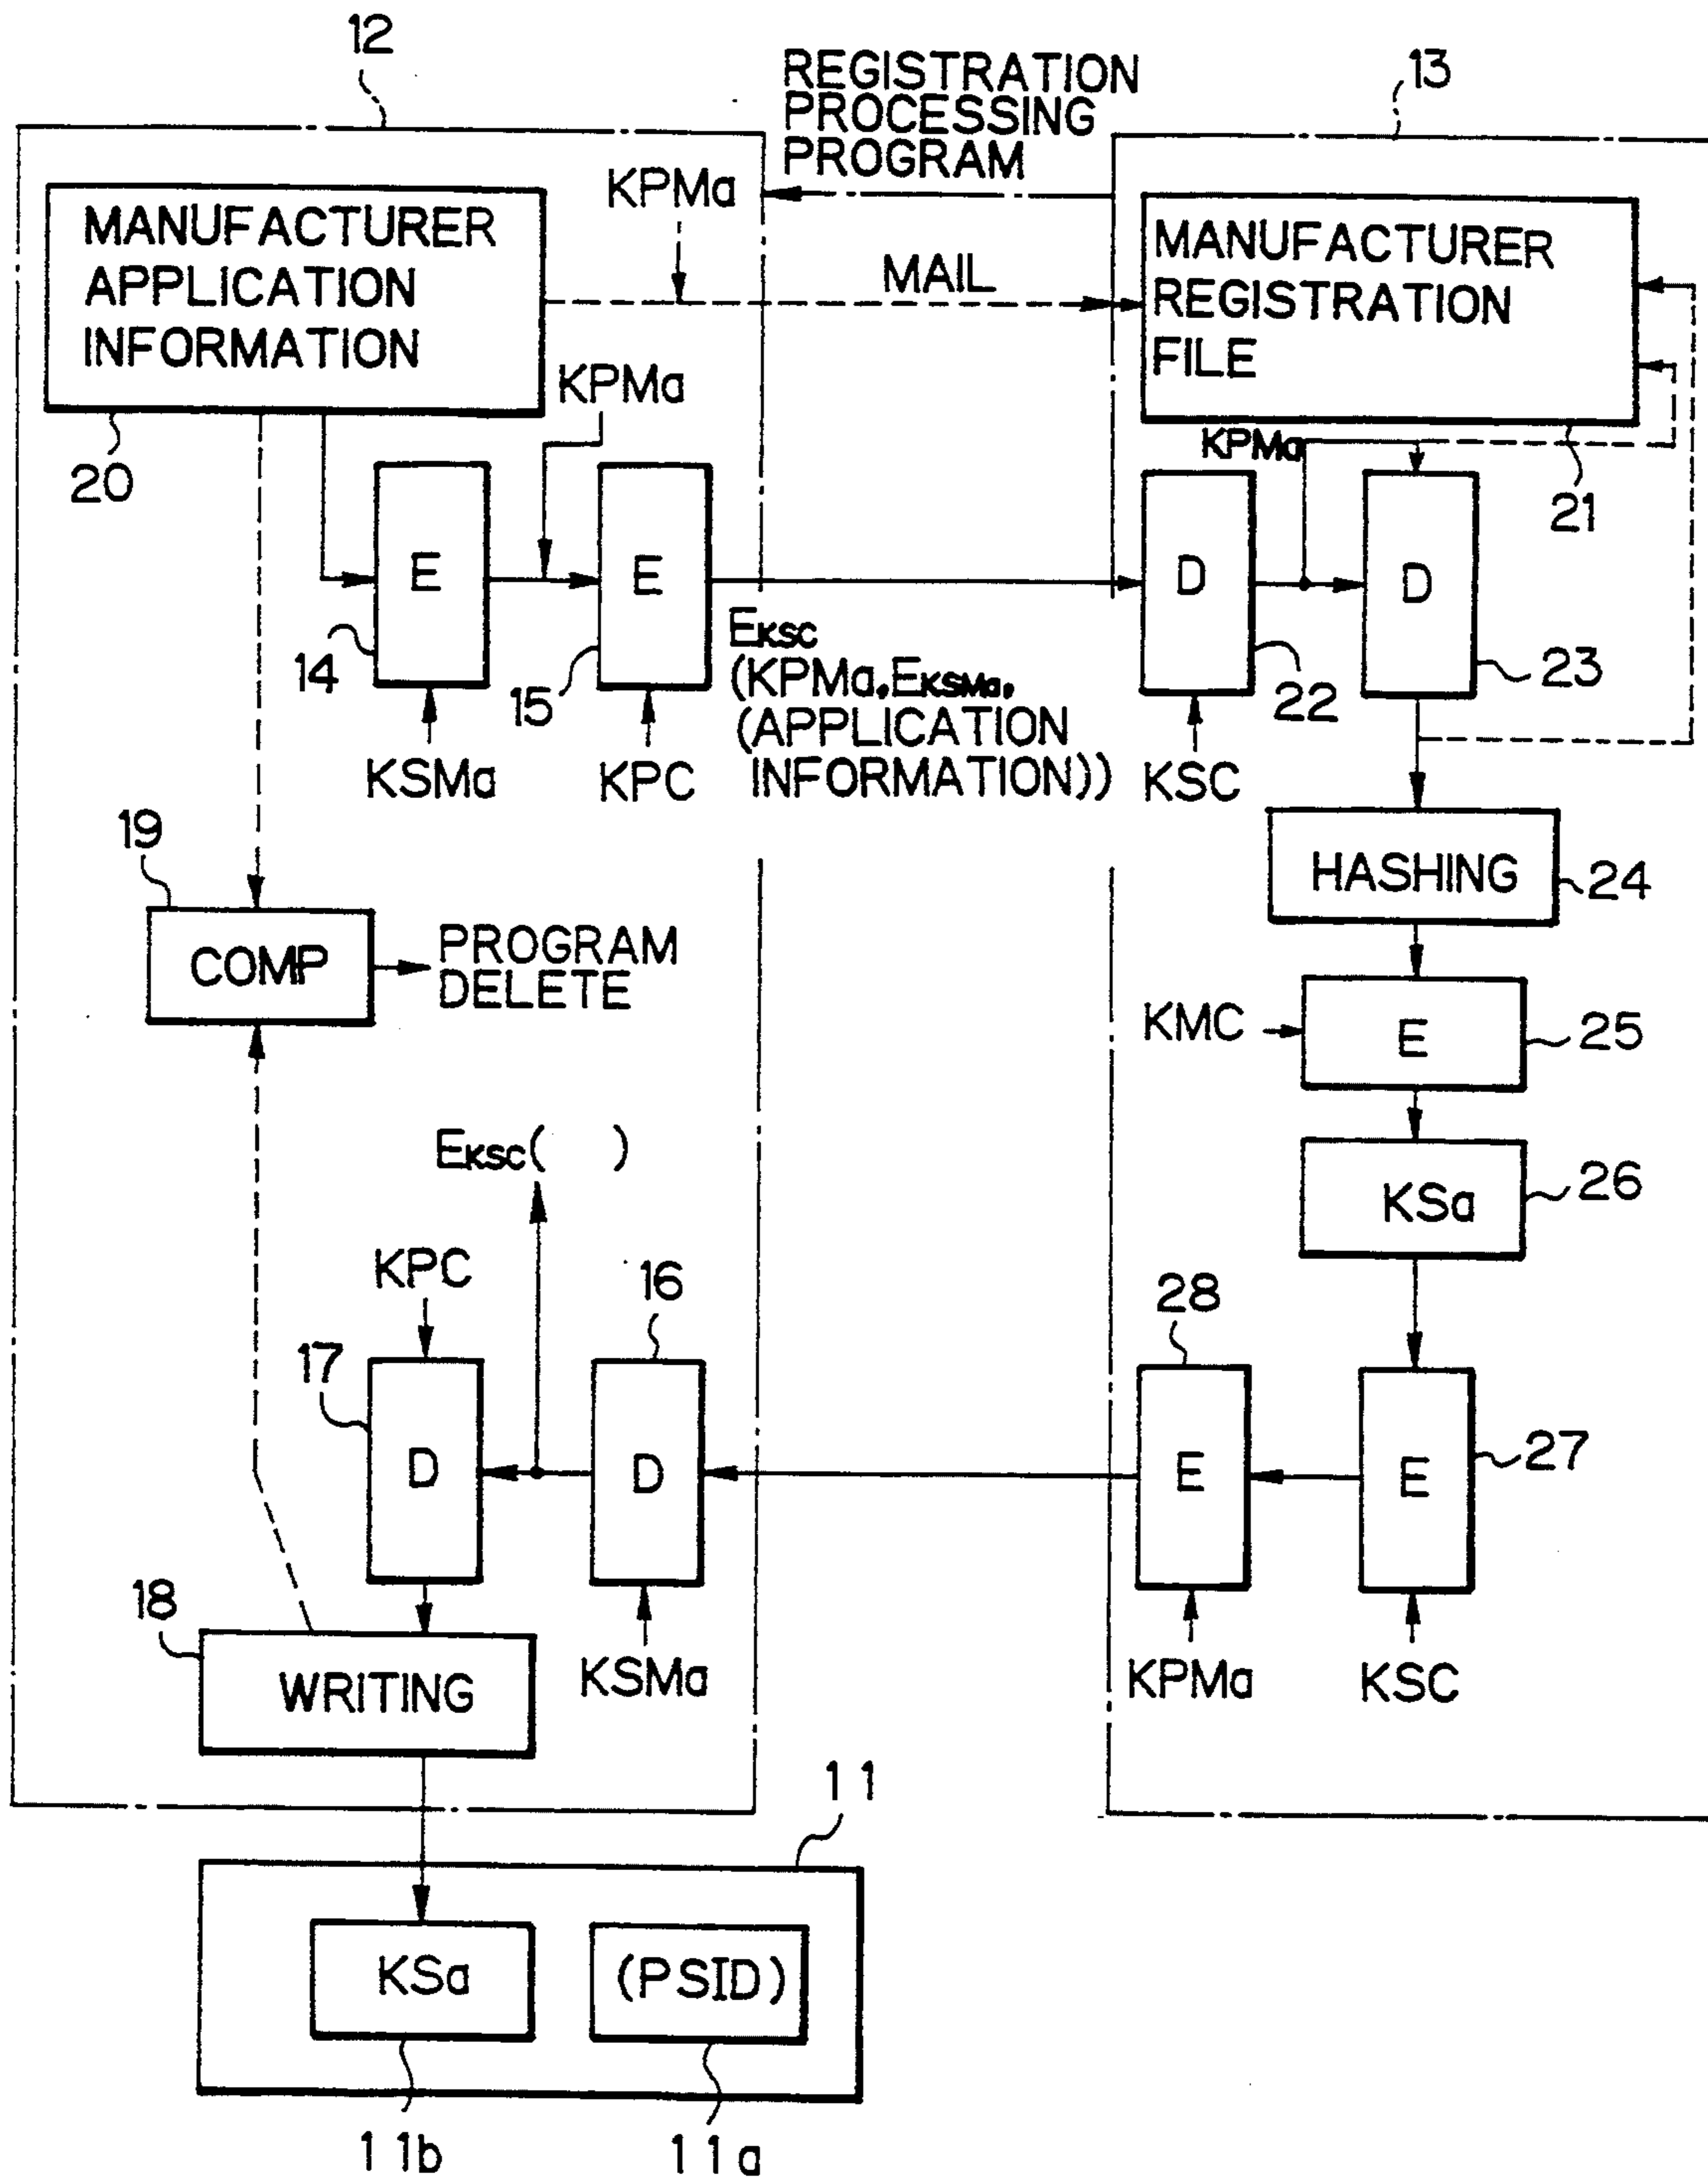 12
REGISTRATION
PROCESSING
PROGRAM
13
KPMa
MANUFACTURER
APPLICATION
INFORMATION
MAIL
MANUFACTURER
REGISTRATION
FILE
KPMa
KPMa
20
21
E
E
D
D
14
15
EKSC
(KPMa,EKSMa,
(APPLICATION
INFORMATION))
22
23
KSMa
KPC
KSC
19
HASHING
24
COMP
PROGRAM
DELETE
KMC
E
25
EKSC( )
KSa
26
KPC
16
28
17
D
D
E
E
27
18
WRITING
KSMa
KPMa
KSC
11
KSa
(PSID)
11b
11a